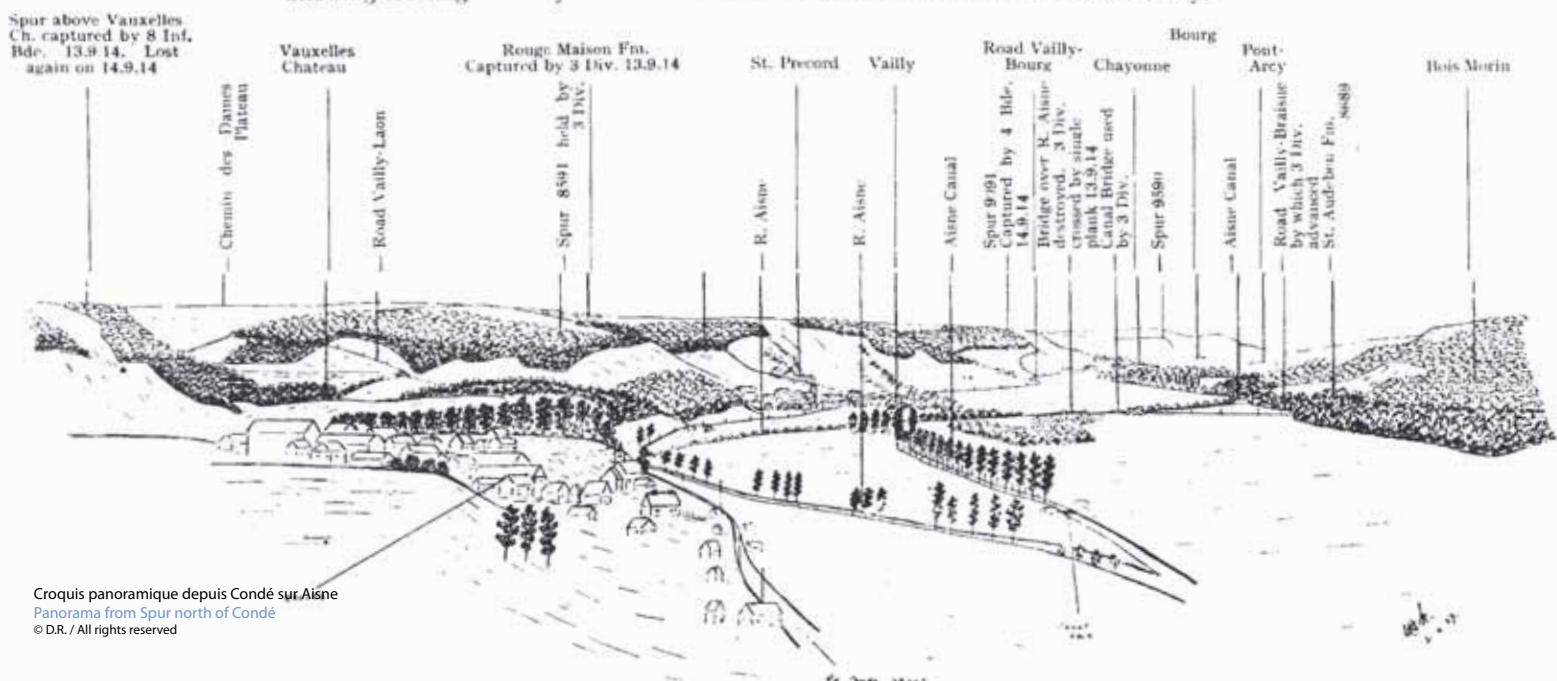 Spur above Vauxelles
Ch. captured by 8 Inf.
Bde. 13.9.14. Lost
again on 14.9.14
Vauxelles
Chateau
Rouge Maison Fm.
Captured by 3 Div. 13.9.14
St. Precord
Vailly
Road Vailly-
Bourg
Chavonne
Bourg
Pont-
Arcy
Bois Morin
Chemin des Dames
Plateau
Road Vailly-Laon
Spur 8591 held by
3 Div.
R. Aisne
R. Aisne
Aisne Canal
Spur 9391
Captured by 4 Bde.
14.9.14
Bridge over R. Aisne
destroyed. 3 Div.
crossed by single
plank 13.9.14
Canal Bridge used
by 3 Div.
Spur 9590
Aisne Canal
Road Vailly-Braisne
by which 3 Div.
advanced
St. Audebeu Fm.
8689
Croquis panoramique depuis Condé sur Aisne
Panorama from Spur north of Condé
© D.R. / All rights reserved